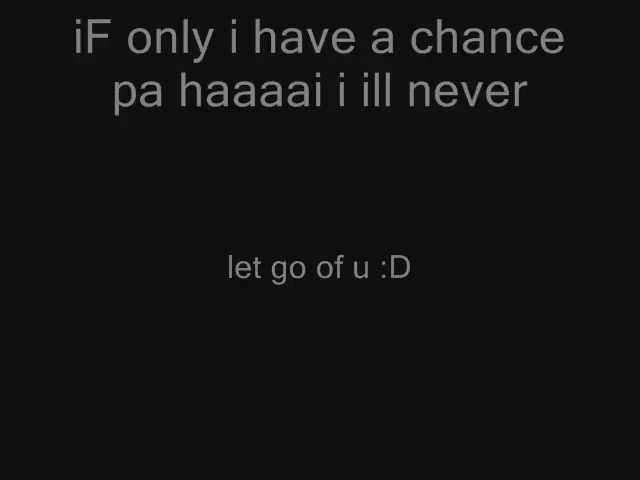 iF only i have a chance
pa haaaai i ill never
let go of u :D